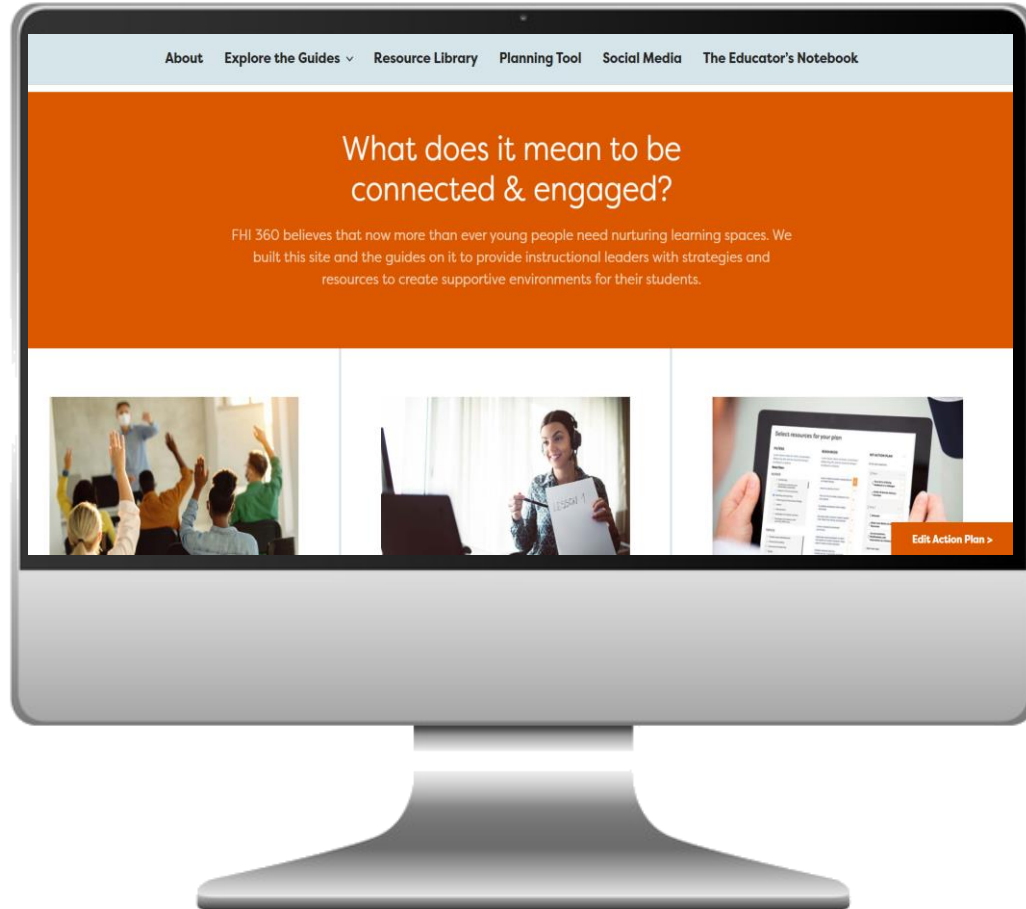 About Explore the Guides Resource Library Planning Tool Social Media The Educator's Notebook
What does it mean to be
connected & engaged?
FHI 360 believes that now more than ever young people need nurturing learning spaces. We
built this site and the guides on it to provide instructional leaders with strategies and
resources to create supportive environments for their students.
LESSON 1
Select resources for your plan
Edit Action Plan >